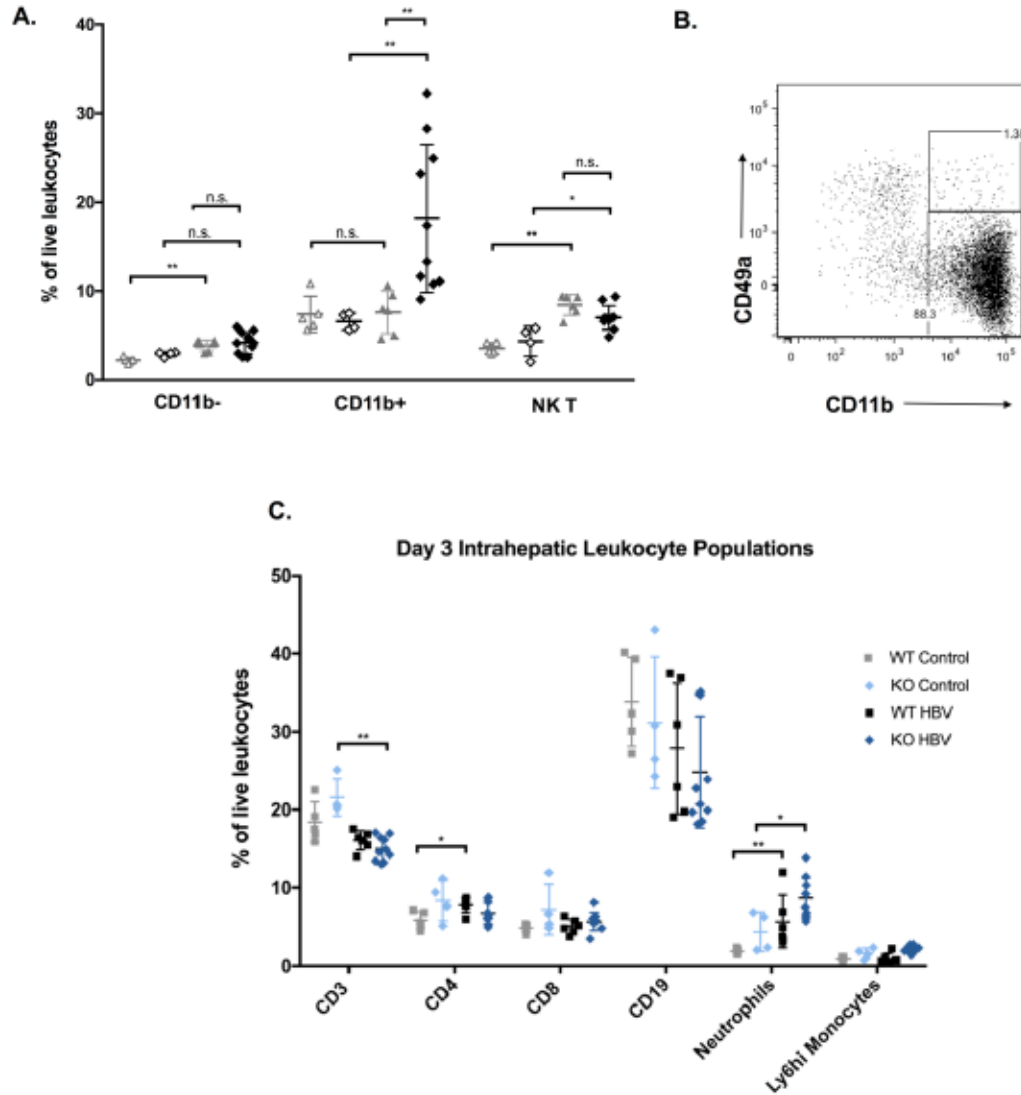 A.
40
30
20
10
0
% of live leukocytes
**
**
n.s.
n.s.
**
n.s.
n.s.
*
**
CD11b-
CD11b+
NK T
B.
10^5
10^4
10^3
0
CD49a
88.3
0
10^2
10^3
10^4
10^5
CD11b
C.
Day 3 Intrahepatic Leukocyte Populations
50
40
30
20
10
0
% of live leukocytes
**
*
**
*
WT Control
KO Control
WT HBV
KO HBV
CD3
CD4
CD8
CD19
Neutrophils
Ly6hi Monocytes